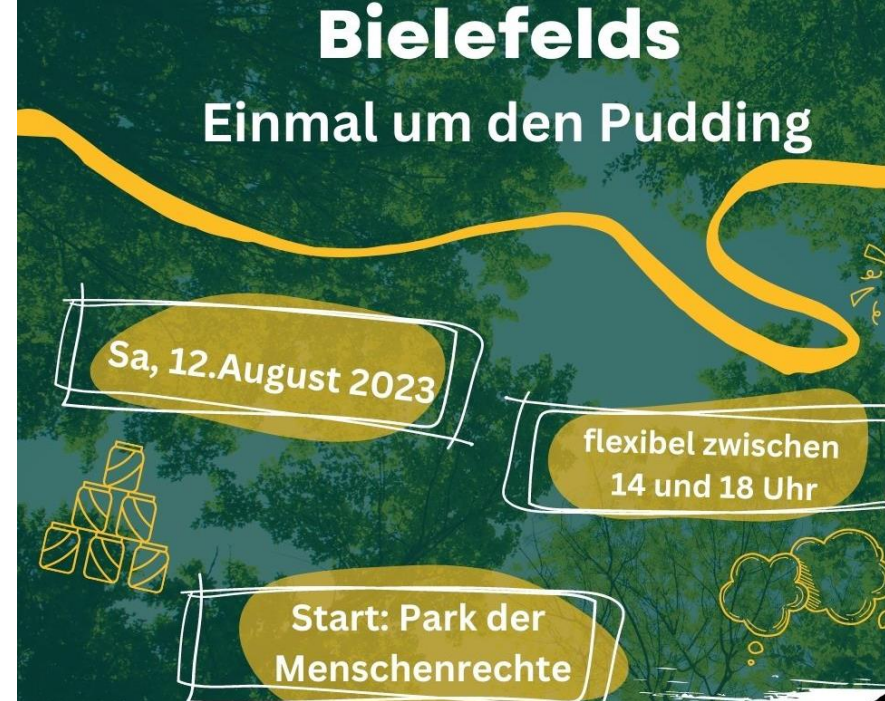 Bielefelds
Einmal um den Pudding
Sa, 12.August 2023
flexibel zwischen
14 und 18 Uhr
Start: Park der
Menschenrechte